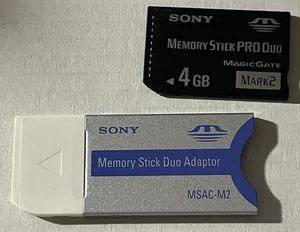 SONY
MEMORY STICK PRO DUO
MAGICGATE
4GB
MARK2
SONY
Memory Stick Duo Adaptor
MSAC-M2